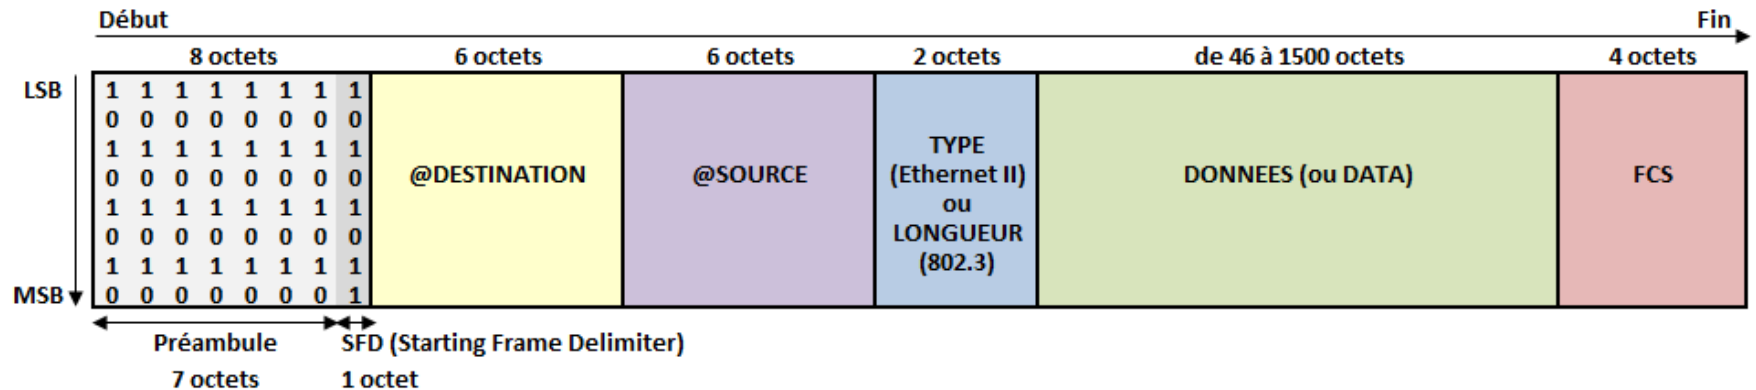 Début Fin
8 octets 6 octets 6 octets 2 octets de 46 à 1500 octets 4 octets
LSB 1 1 1 1 1 1 1 1
0 0 0 0 0 0 0 0
1 1 1 1 1 1 1 1
0 0 0 0 0 0 0 0
1 1 1 1 1 1 1 1
0 0 0 0 0 0 0 0
1 1 1 1 1 1 1 1
MSB 0 0 0 0 0 0 0 1
@DESTINATION
@SOURCE
TYPE
(Ethernet II)
ou
LONGUEUR
(802.3)
DONNEES (ou DATA)
FCS
Préambule SFD (Starting Frame Delimiter)
7 octets 1 octet